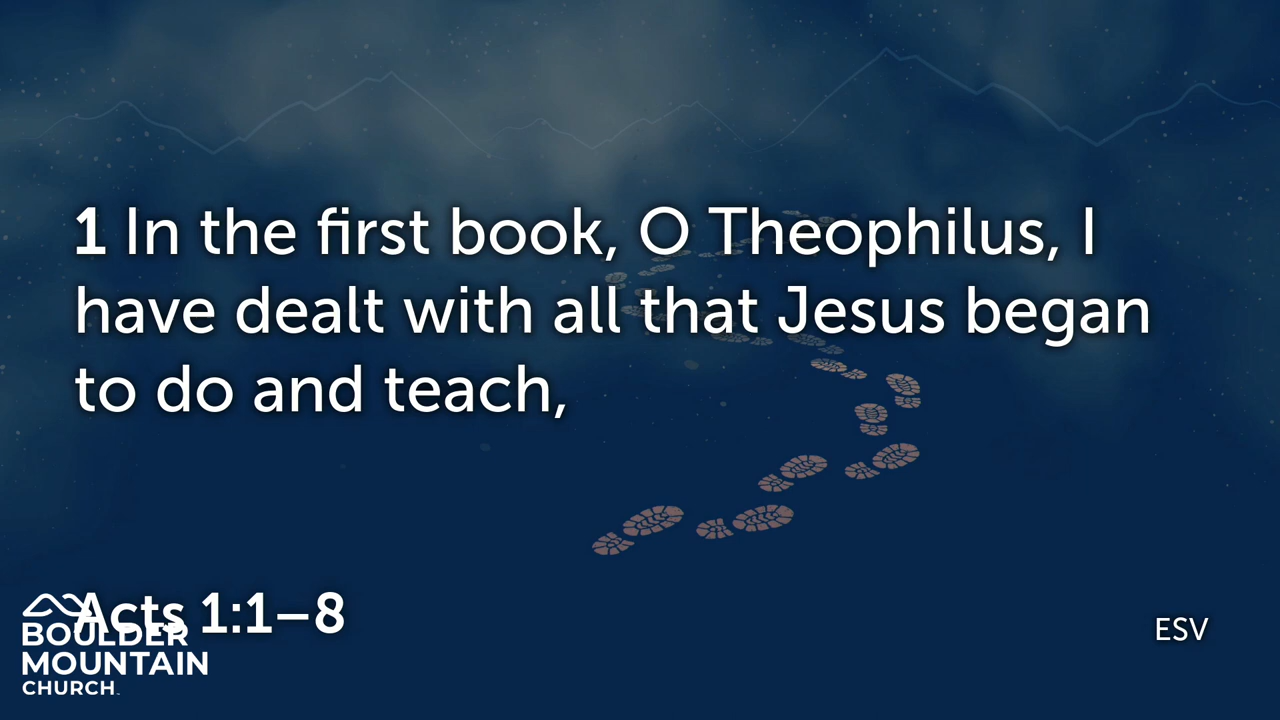 1 In the first book, O Theophilus, I
have dealt with all that Jesus began
to do and teach,
Acts 1:1–8
ESV
BOULDER
MOUNTAIN
CHURCH